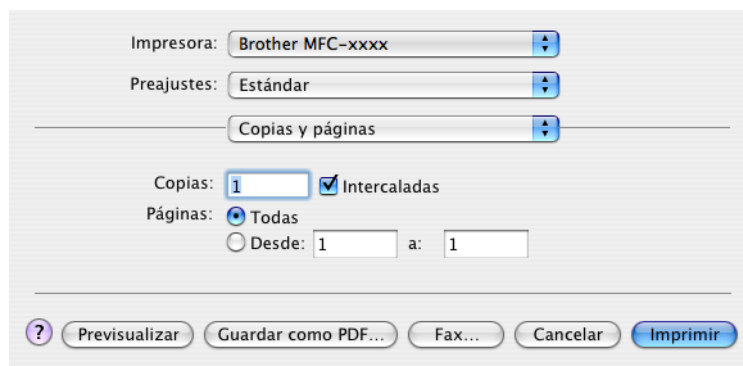 Impresora: Brother MFC-xxxx
Preajustes: Estándar
Copias y páginas
Copias: 1 Intercaladas
Páginas: Todas
Desde: 1 a: 1
? Previsualizar Guardar como PDF... Fax... Cancelar Imprimir